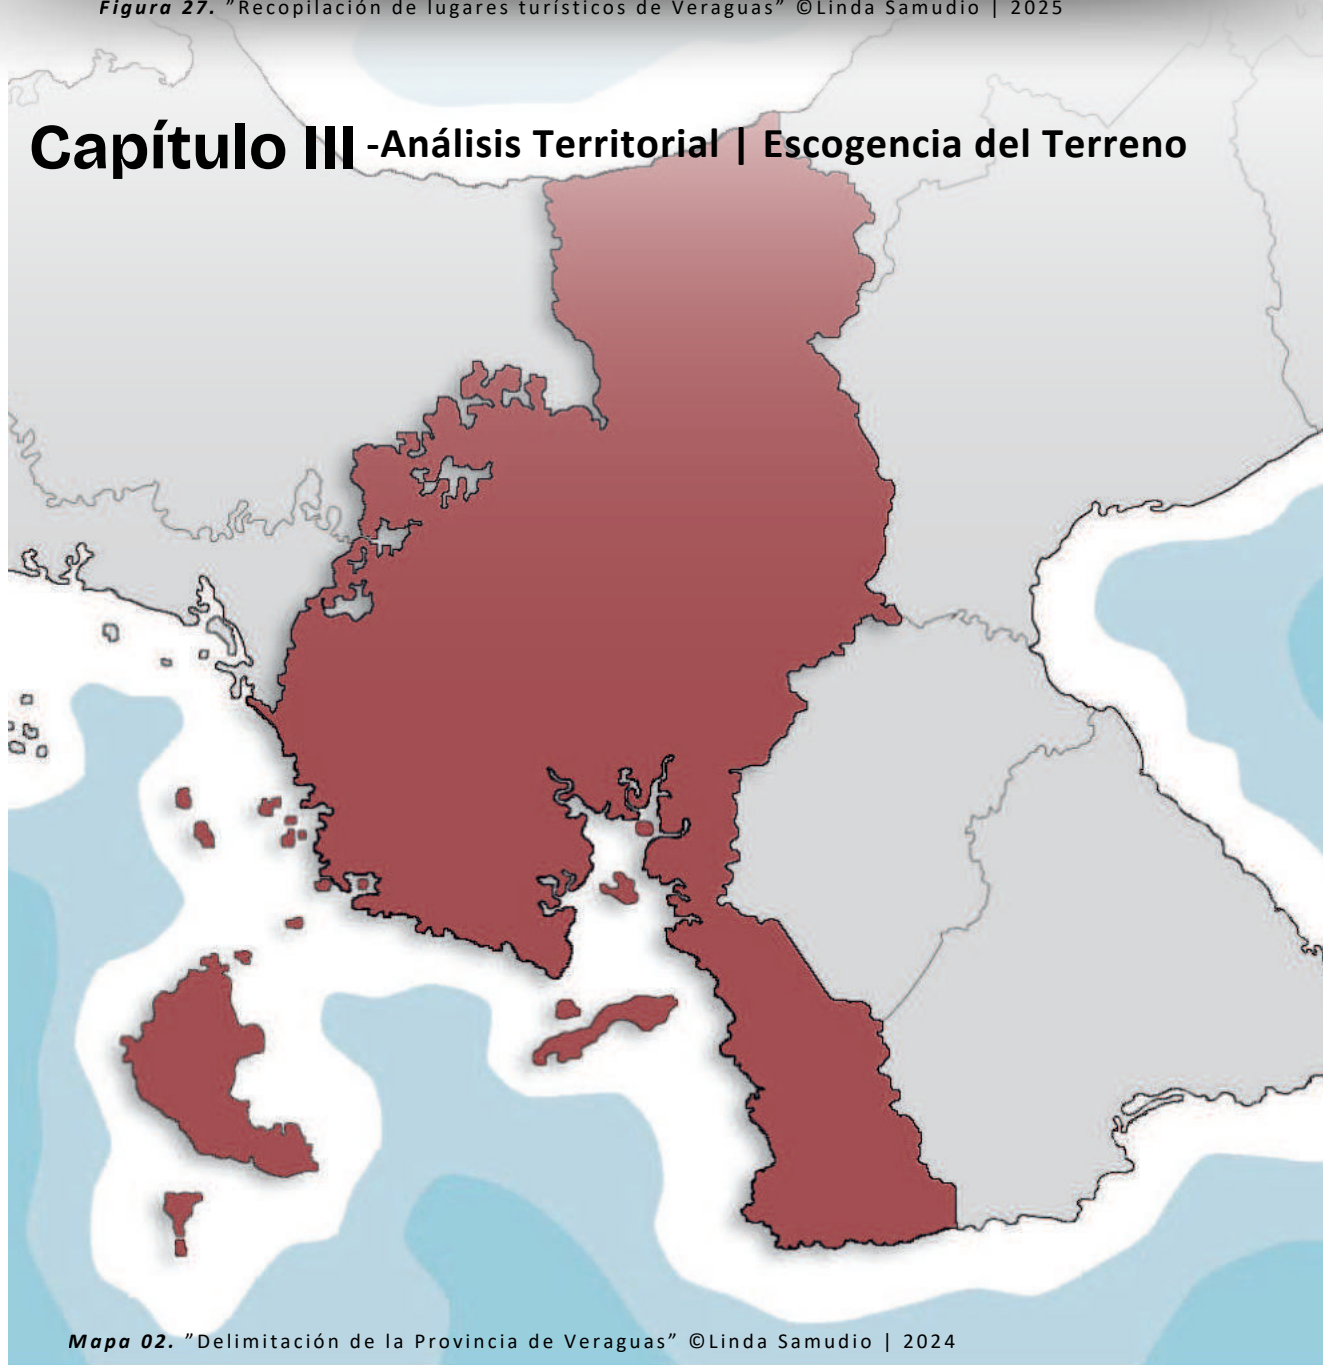 Figura 27. ”Recopilación de lugares turísticos de Veraguas” ©Linda Samudio | 2025
Capítulo III -Análisis Territorial | Escogencia del Terreno
Mapa 02. ”Delimitación de la Provincia de Veraguas” ©Linda Samudio | 2024